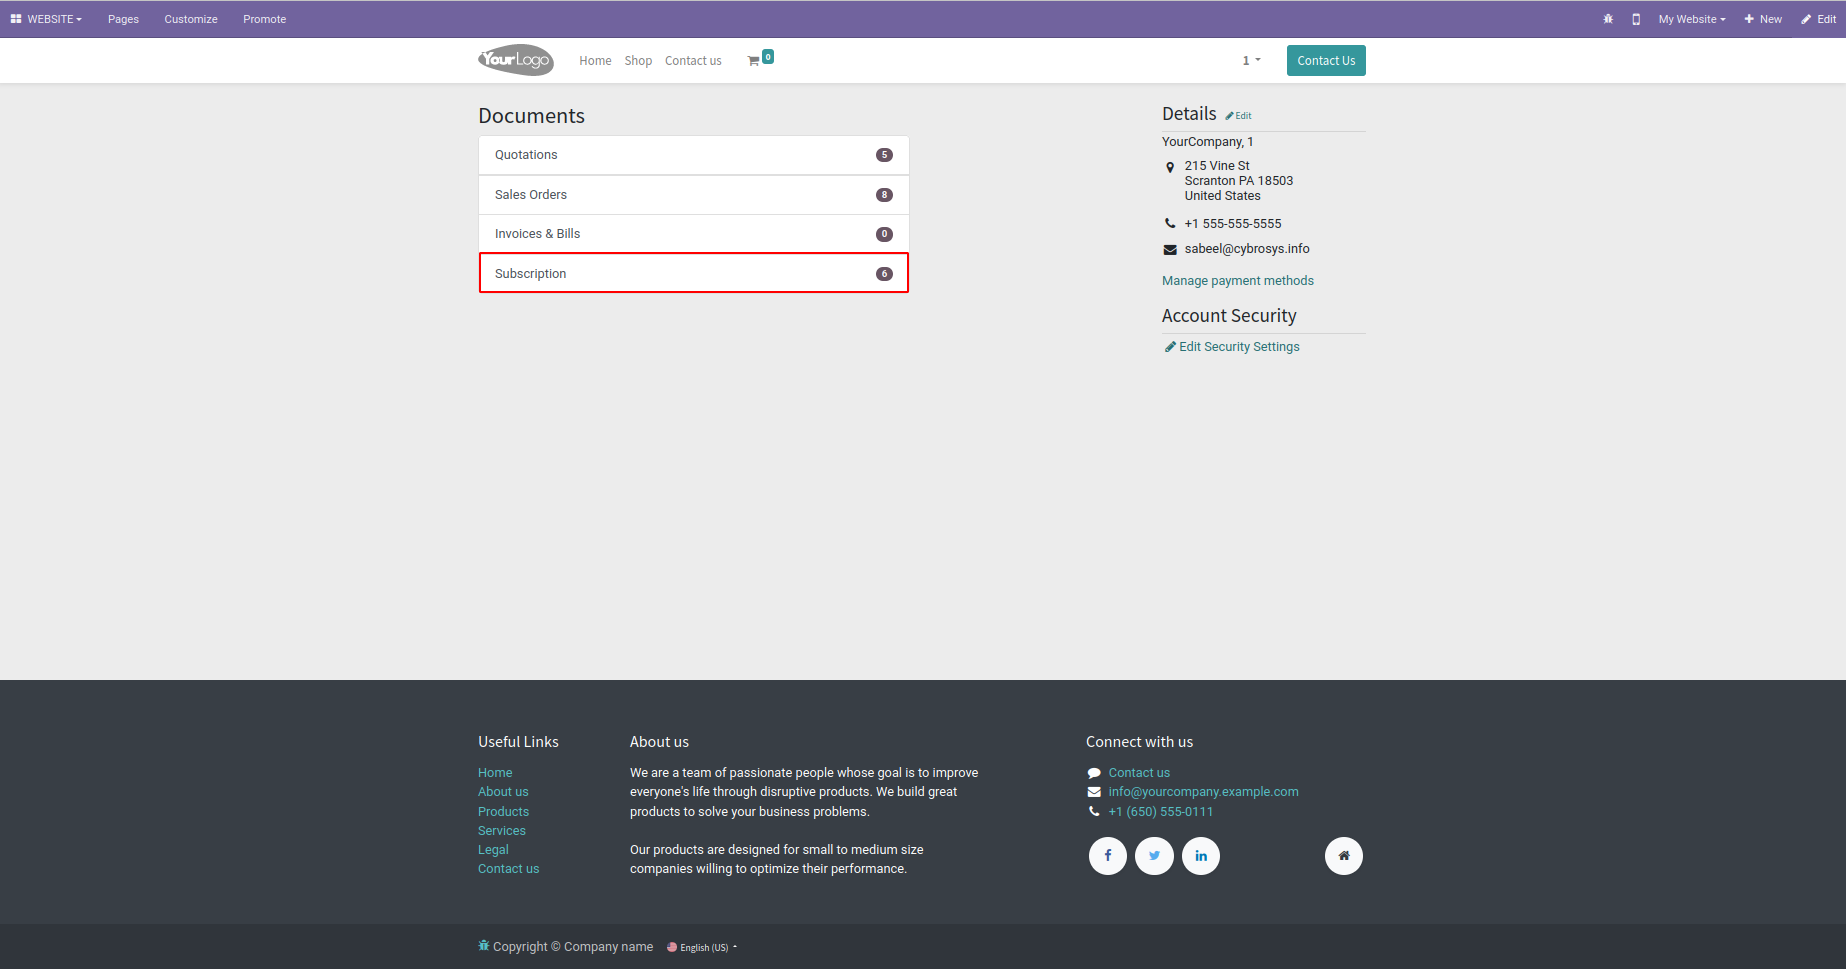 WEBSITE Pages Customize Promote My Website New Edit
YourLogo Home Shop Contact us 0 1 Contact Us
Documents
Quotations 5
Sales Orders 8
Invoices & Bills 0
Subscription 6
Details Edit
YourCompany, 1
215 Vine St
Scranton PA 18503
United States
+1 555-555-5555
sabeel@cybrosys.info
Manage payment methods
Account Security
Edit Security Settings
Useful Links
Home
About us
Products
Services
Legal
Contact us
About us
We are a team of passionate people whose goal is to improve
everyone's life through disruptive products. We build great
products to solve your business problems.
Our products are designed for small to medium size
companies willing to optimize their performance.
Connect with us
Contact us
info@yourcompany.example.com
+1 (650) 555-0111
Copyright © Company name English (US)